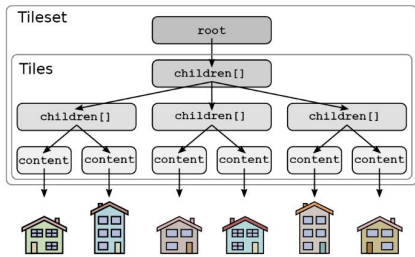 Tileset
root
Tiles
children[]
children[] children[] children[]
content content content content content content